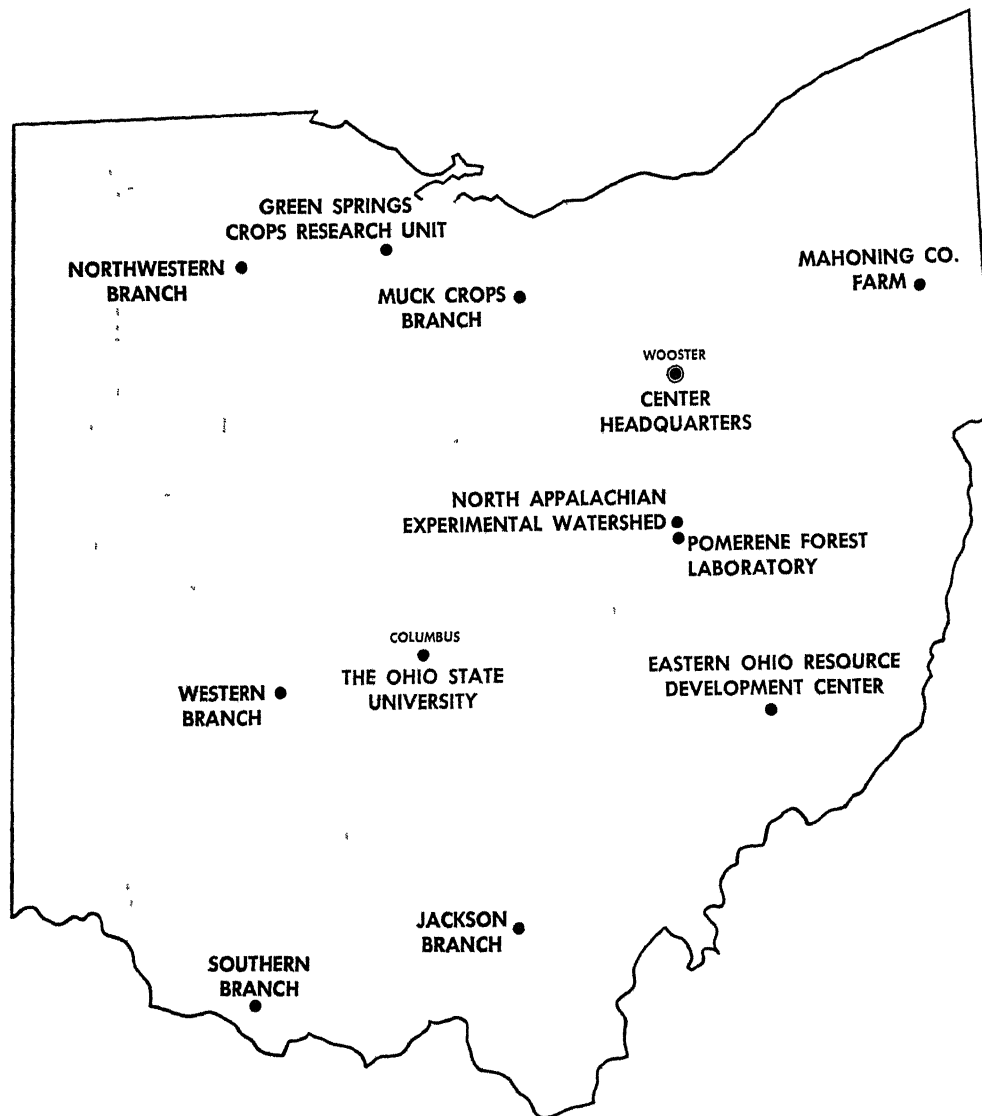 GREEN SPRINGS
CROPS RESEARCH UNIT
NORTHWESTERN
BRANCH
MUCK CROPS
BRANCH
MAHONING CO.
FARM
WOOSTER
CENTER
HEADQUARTERS
NORTH APPALACHIAN
EXPERIMENTAL WATERSHED
POMERENE FOREST
LABORATORY
COLUMBUS
THE OHIO STATE
UNIVERSITY
EASTERN OHIO RESOURCE
DEVELOPMENT CENTER
WESTERN
BRANCH
JACKSON
BRANCH
SOUTHERN
BRANCH